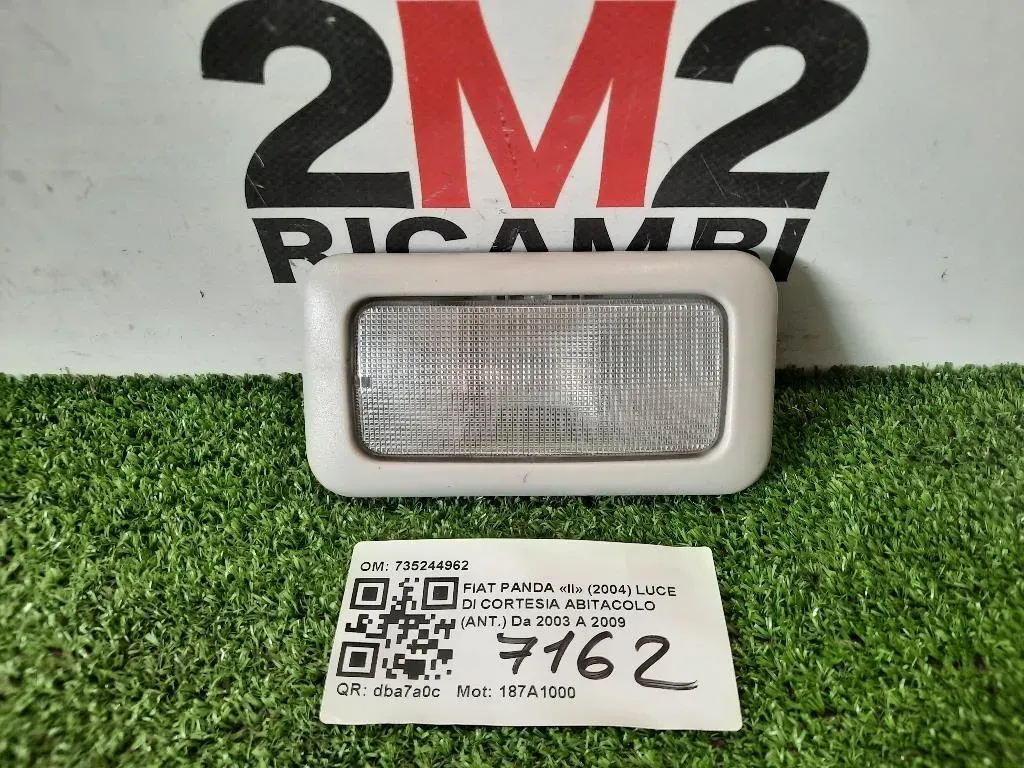 2M2
RICAMBI
OM: 735244962
FIAT PANDA «II» (2004) LUCE
DI CORTESIA ABITACOLO
(ANT.) Da 2003 A 2009
7162
QR: dba7a0c Mot: 187A1000